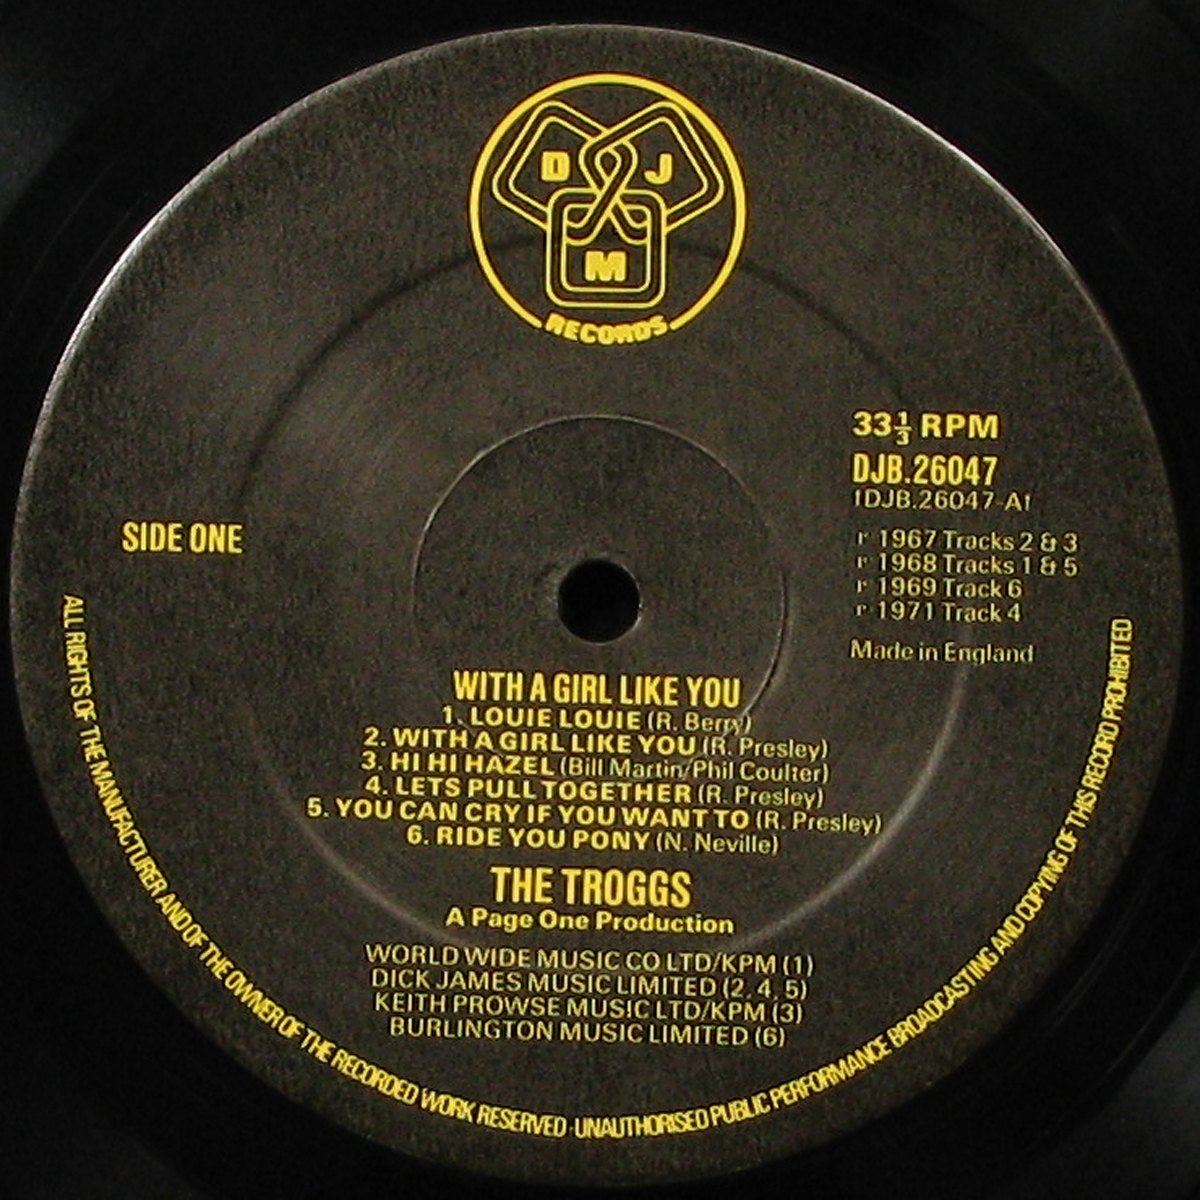 D J
M
RECORDS
33 1/3 RPM
DJB.26047
(DJB.26047-A)
SIDE ONE
P 1967 Tracks 2 & 3
P 1968 Tracks 1 & 5
P 1969 Track 6
P 1971 Track 4
Made in England
WITH A GIRL LIKE YOU
1. LOUIE LOUIE (R. Berry)
2. WITH A GIRL LIKE YOU (R. Presley)
3. HI HI HAZEL (Bill Martin/Phil Coulter)
4. LETS PULL TOGETHER (R. Presley)
5. YOU CAN CRY IF YOU WANT TO (R. Presley)
6. RIDE YOU PONY (N. Neville)
THE TROGGS
A Page One Production
WORLD WIDE MUSIC CO LTD/KPM (1)
DICK JAMES MUSIC LIMITED (2, 4, 5)
KEITH PROWSE MUSIC LTD/KPM (3)
BURLINGTON MUSIC LIMITED (6)
ALL RIGHTS OF THE MANUFACTURER AND OF THE OWNER OF THE RECORDED WORK RESERVED · UNAUTHORISED PUBLIC PERFORMANCE BROADCASTING AND COPYING OF THIS RECORD PROHIBITED